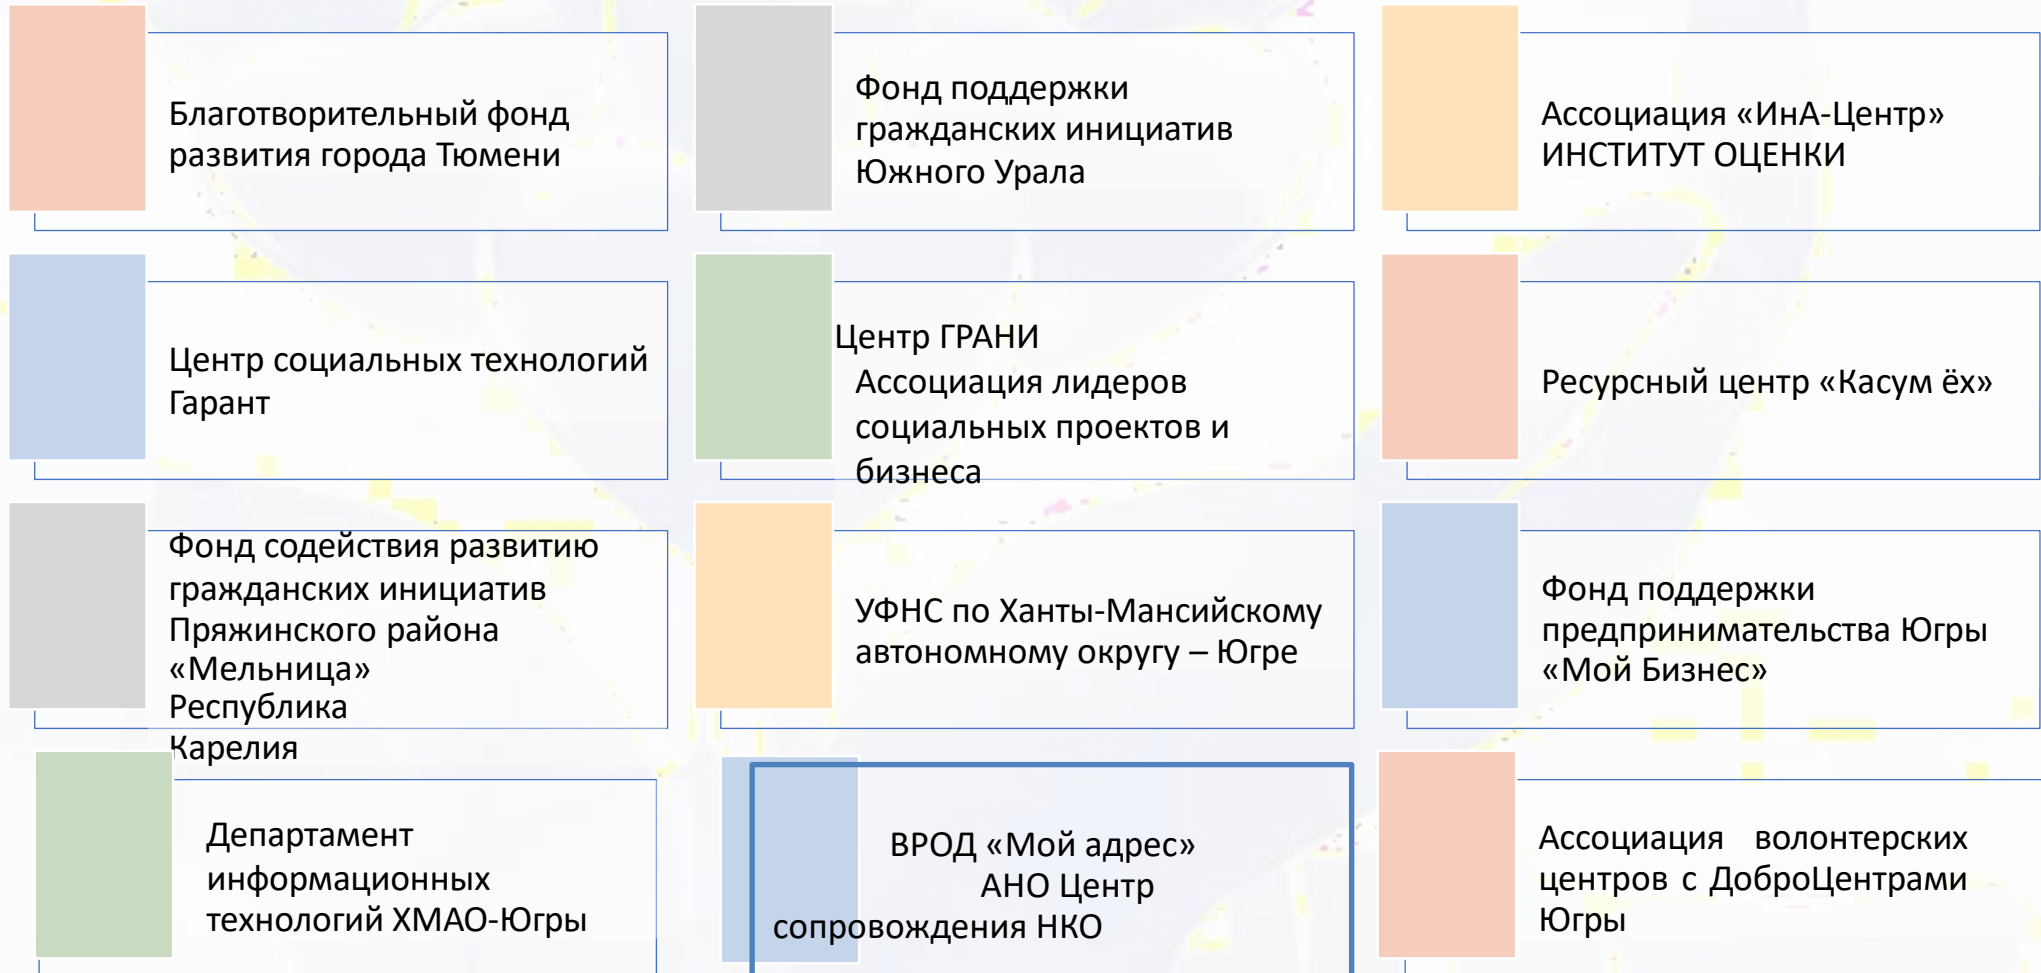 Благотворительный фонд
развития города Тюмени
Фонд поддержки
гражданских инициатив
Южного Урала
Ассоциация «ИнА-Центр»
ИНСТИТУТ ОЦЕНКИ
Центр социальных технологий
Гарант
Центр ГРАНИ
Ассоциация лидеров
социальных проектов и
бизнеса
Ресурсный центр «Касум ёх»
Фонд содействия развитию
гражданских инициатив
Пряжинского района
«Мельница»
Республика
Карелия
УФНС по Ханты-Мансийскому
автономному округу – Югре
Фонд поддержки
предпринимательства Югры
«Мой Бизнес»
Департамент
информационных
технологий ХМАО-Югры
ВРОД «Мой адрес»
АНО Центр
сопровождения НКО
Ассоциация волонтерских
центров с ДоброЦентрами
Югры